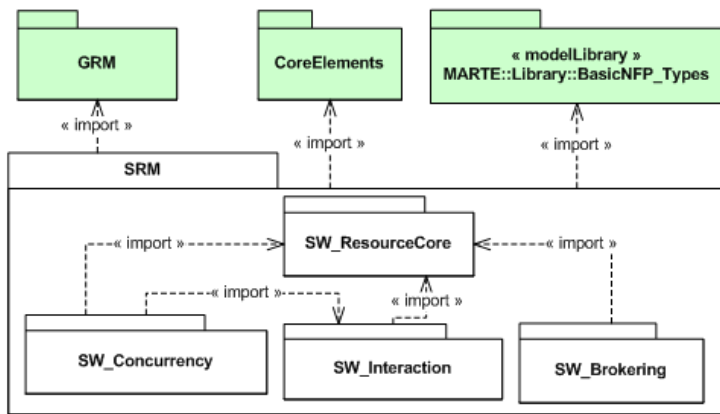 GRM
CoreElements
« modelLibrary »
MARTE::Library::BasicNFP_Types
« import »
« import »
« import »
SRM
SW_ResourceCore
« import »
« import »
« import »
« import »
SW_Concurrency
SW_Interaction
SW_Brokering